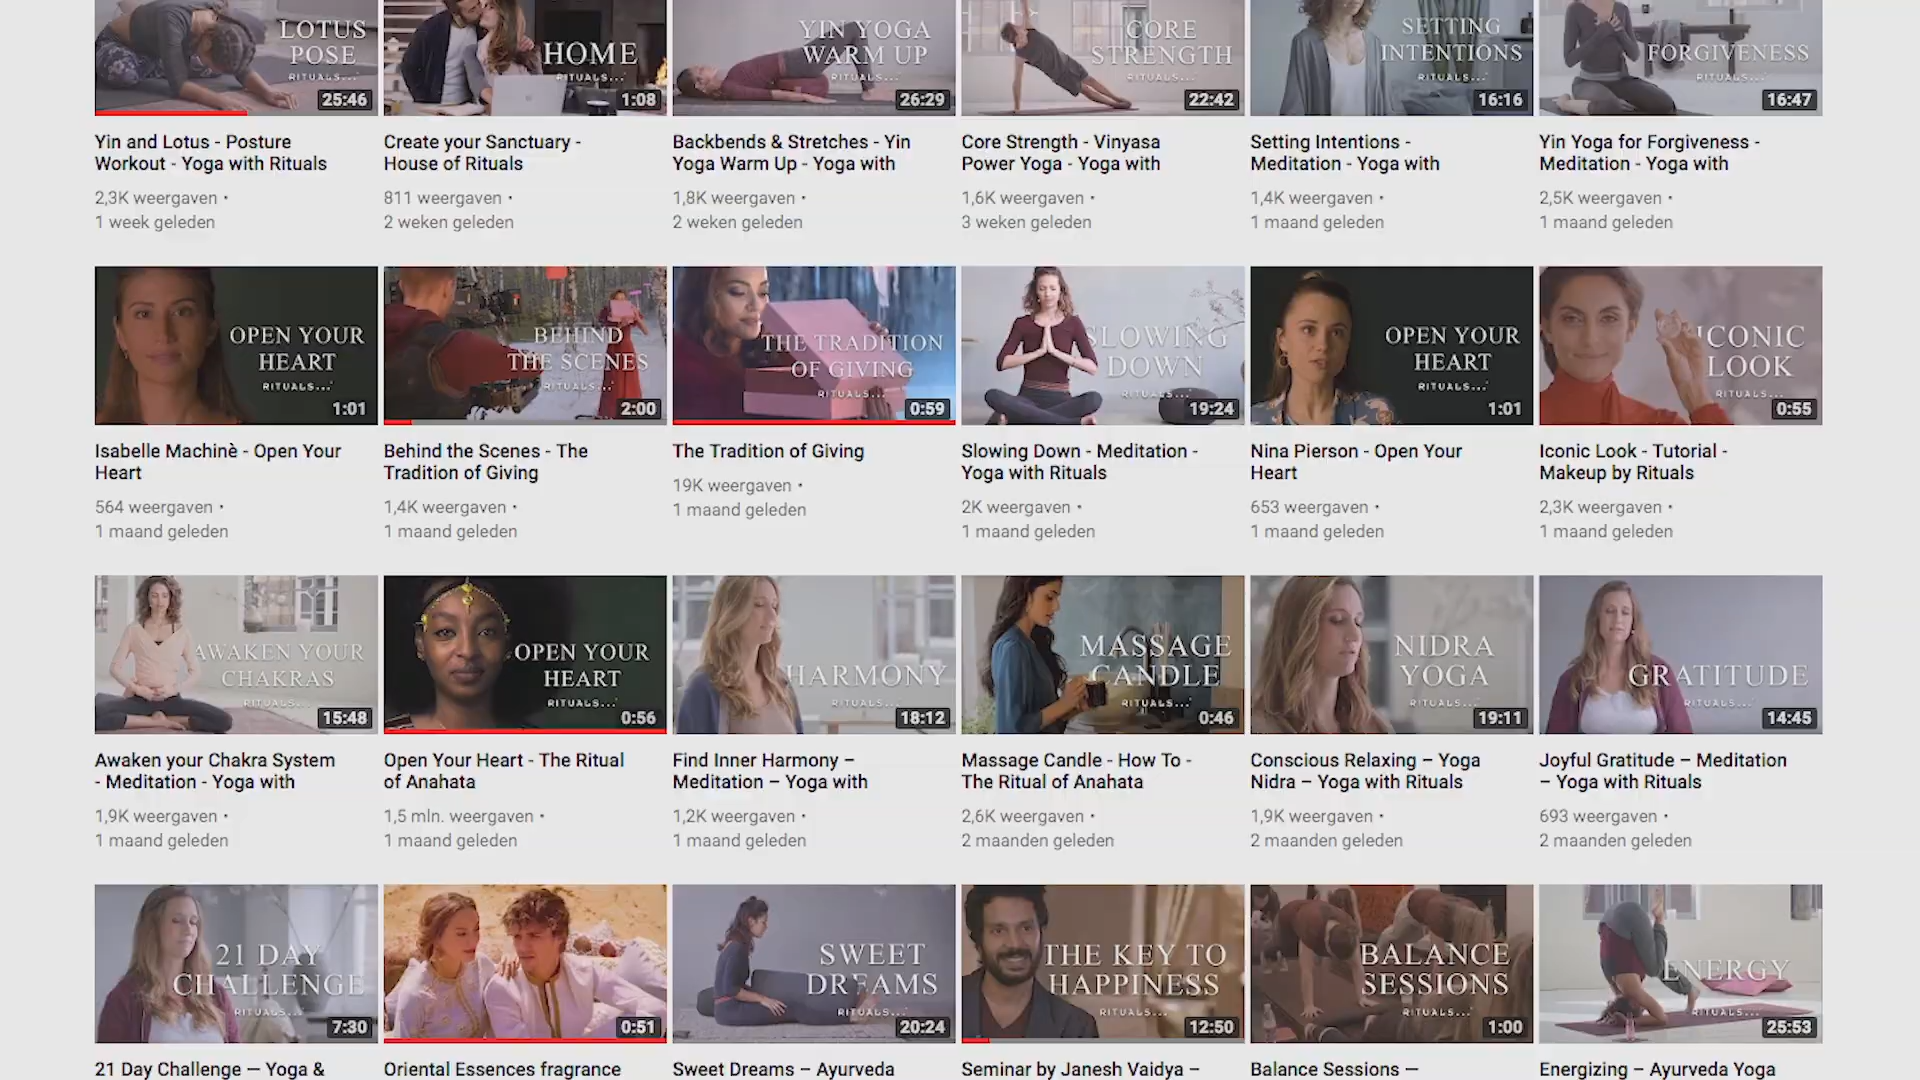 LOTUS
POSE
RITUALS...
25:46
HOME
RITUALS...
1:08
YIN YOGA
WARM UP
RITUALS...
26:29
CORE
STRENGTH
RITUALS...
22:42
SETTING
INTENTIONS
RITUALS...
16:16
FORGIVENESS
RITUALS...
16:47
Yin and Lotus - Posture
Workout - Yoga with Rituals
2,3K weergaven •
1 week geleden
Create your Sanctuary -
House of Rituals
811 weergaven •
2 weken geleden
Backbends & Stretches - Yin
Yoga Warm Up - Yoga with
1,8K weergaven •
2 weken geleden
Core Strength - Vinyasa
Power Yoga - Yoga with
1,6K weergaven •
3 weken geleden
Setting Intentions -
Meditation - Yoga with
1,4K weergaven •
1 maand geleden
Yin Yoga for Forgiveness -
Meditation - Yoga with
2,5K weergaven •
1 maand geleden
OPEN YOUR
HEART
RITUALS...
1:01
BEHIND
THE SCENES
RITUALS...
2:00
THE TRADITION
OF GIVING
RITUALS...
0:59
SLOWING
DOWN
RITUALS...
19:24
OPEN YOUR
HEART
RITUALS...
1:01
ICONIC
LOOK
RITUALS...
0:55
Isabelle Machinè - Open Your
Heart
564 weergaven •
1 maand geleden
Behind the Scenes - The
Tradition of Giving
1,4K weergaven •
1 maand geleden
The Tradition of Giving
19K weergaven •
1 maand geleden
Slowing Down - Meditation -
Yoga with Rituals
2K weergaven •
1 maand geleden
Nina Pierson - Open Your
Heart
653 weergaven •
1 maand geleden
Iconic Look - Tutorial -
Makeup by Rituals
2,3K weergaven •
1 maand geleden
AWAKEN YOUR
CHAKRAS
RITUALS...
15:48
OPEN YOUR
HEART
RITUALS...
0:56
HARMONY
RITUALS...
18:12
MASSAGE
CANDLE
RITUALS...
0:46
NIDRA
YOGA
RITUALS...
19:11
GRATITUDE
RITUALS...
14:45
Awaken your Chakra System
- Meditation - Yoga with
1,9K weergaven •
1 maand geleden
Open Your Heart - The Ritual
of Anahata
1,5 mln. weergaven •
1 maand geleden
Find Inner Harmony –
Meditation – Yoga with
1,2K weergaven •
1 maand geleden
Massage Candle - How To -
The Ritual of Anahata
2,6K weergaven •
2 maanden geleden
Conscious Relaxing – Yoga
Nidra – Yoga with Rituals
1,9K weergaven •
2 maanden geleden
Joyful Gratitude – Meditation
– Yoga with Rituals
693 weergaven •
2 maanden geleden
21 DAY
CHALLENGE
RITUALS...
7:30
0:51
SWEET
DREAMS
RITUALS...
20:24
THE KEY TO
HAPPINESS
RITUALS...
12:50
BALANCE
SESSIONS
RITUALS...
1:00
ENERGY
RITUALS...
25:53
21 Day Challenge — Yoga &
Oriental Essences fragrance
Sweet Dreams – Ayurveda
Seminar by Janesh Vaidya –
Balance Sessions —
Energizing – Ayurveda Yoga